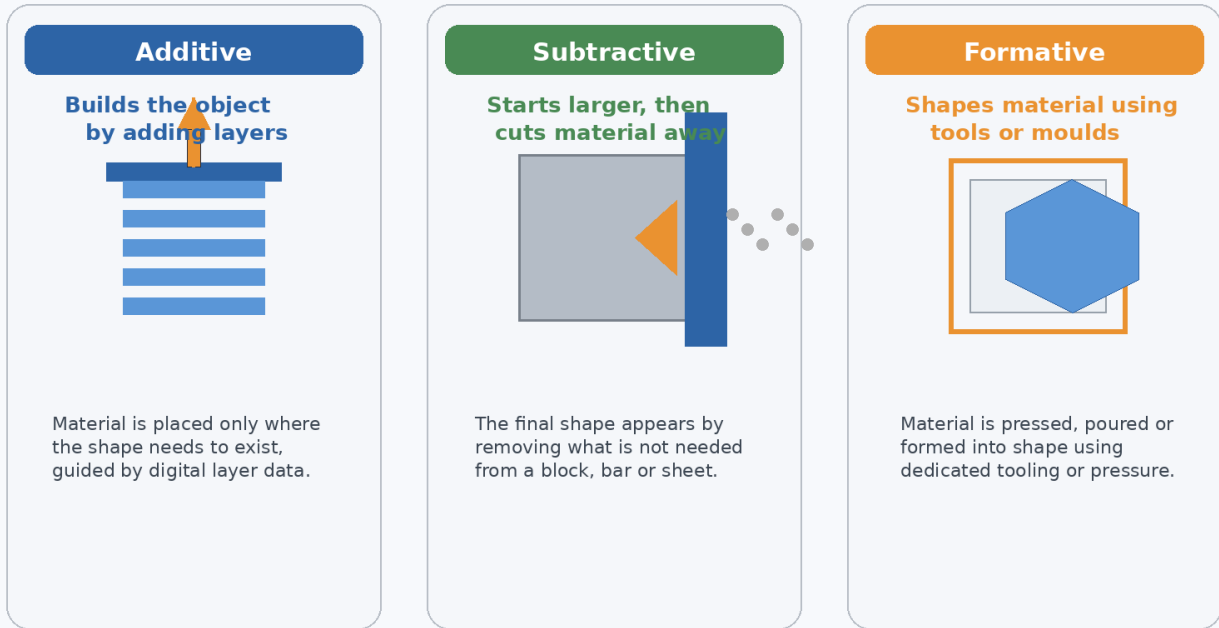 Additive
Builds the object
by adding layers
Material is placed only where
the shape needs to exist,
guided by digital layer data.
Subtractive
Starts larger, then
cuts material away
The final shape appears by
removing what is not needed
from a block, bar or sheet.
Formative
Shapes material using
tools or moulds
Material is pressed, poured or
formed into shape using
dedicated tooling or pressure.